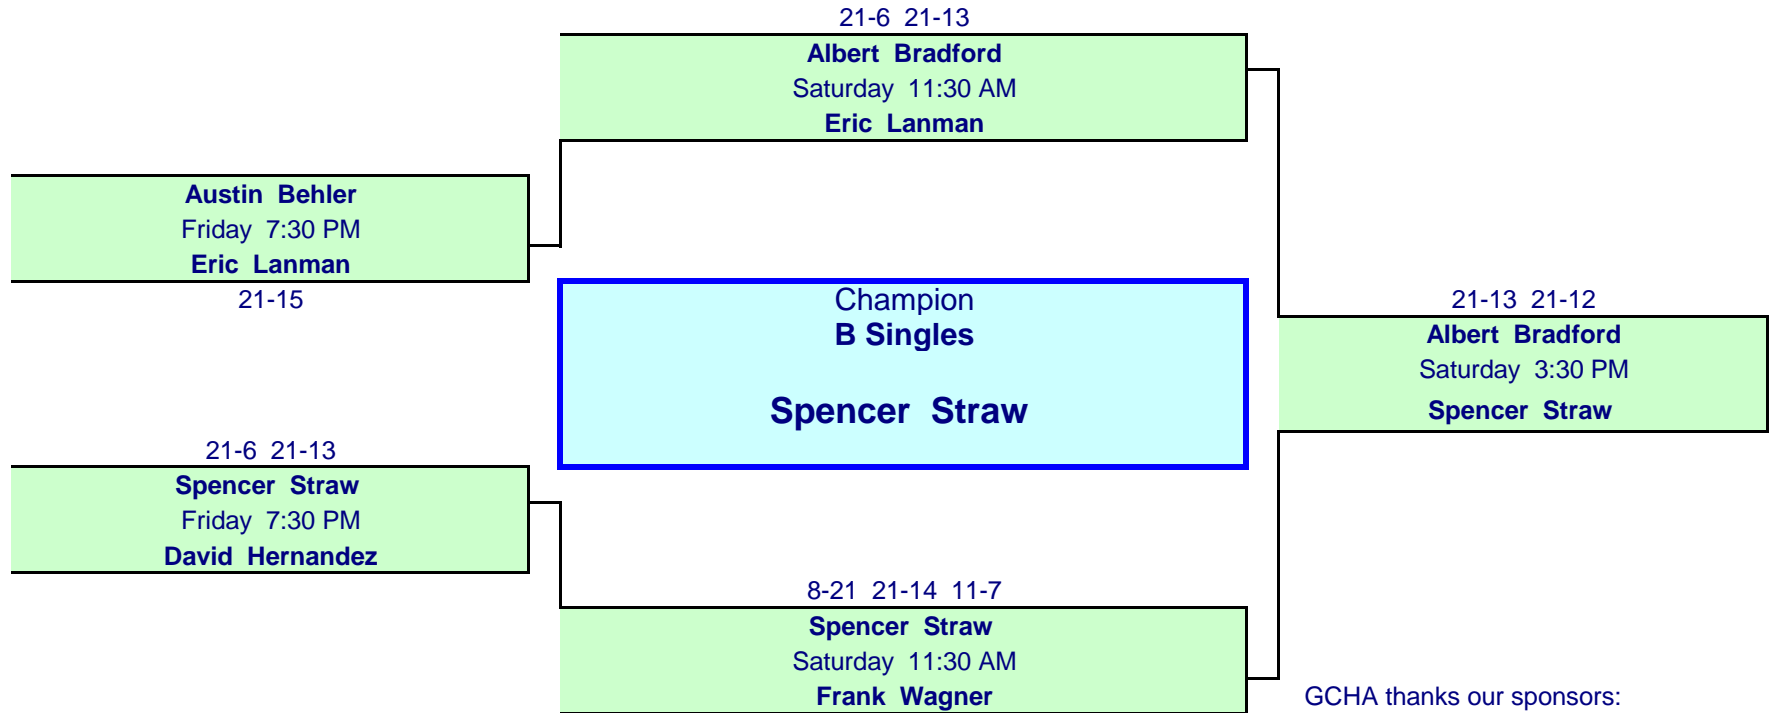 21-6 21-13
Albert Bradford
Saturday 11:30 AM
Eric Lanman
Austin Behler
Friday 7:30 PM
Eric Lanman
21-15
Champion
B Singles
Spencer Straw
21-13 21-12
Albert Bradford
Saturday 3:30 PM
Spencer Straw
21-6 21-13
Spencer Straw
Friday 7:30 PM
David Hernandez
8-21 21-14 11-7
Spencer Straw
Saturday 11:30 AM
Frank Wagner
GCHA thanks our sponsors: